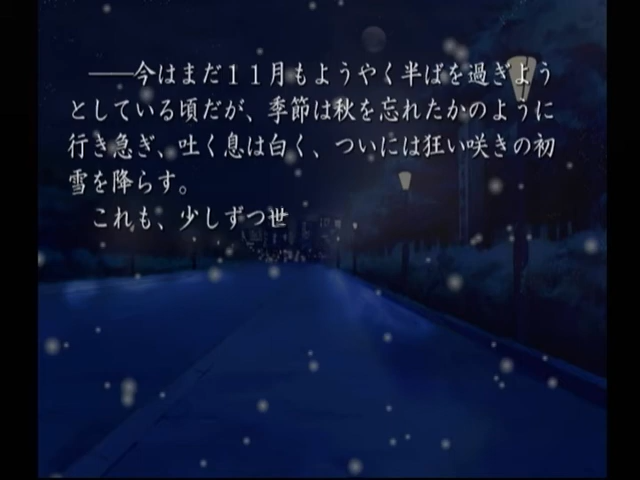 ――今はまだ１１月もようやく半ばを過ぎよう
としている頃だが、季節は秋を忘れたかのように
行き急ぎ、吐く息は白く、ついには狂い咲きの初
雪を降らす。
これも、少しずつ世